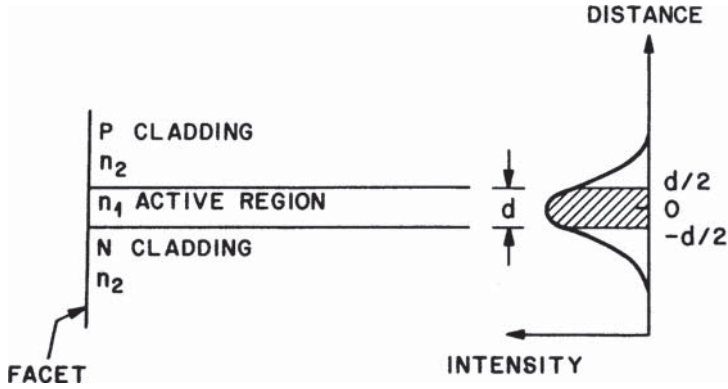 DISTANCE
P CLADDING
n₂
n₁ ACTIVE REGION
N CLADDING
n₂
d
d/2
0
-d/2
FACET
INTENSITY